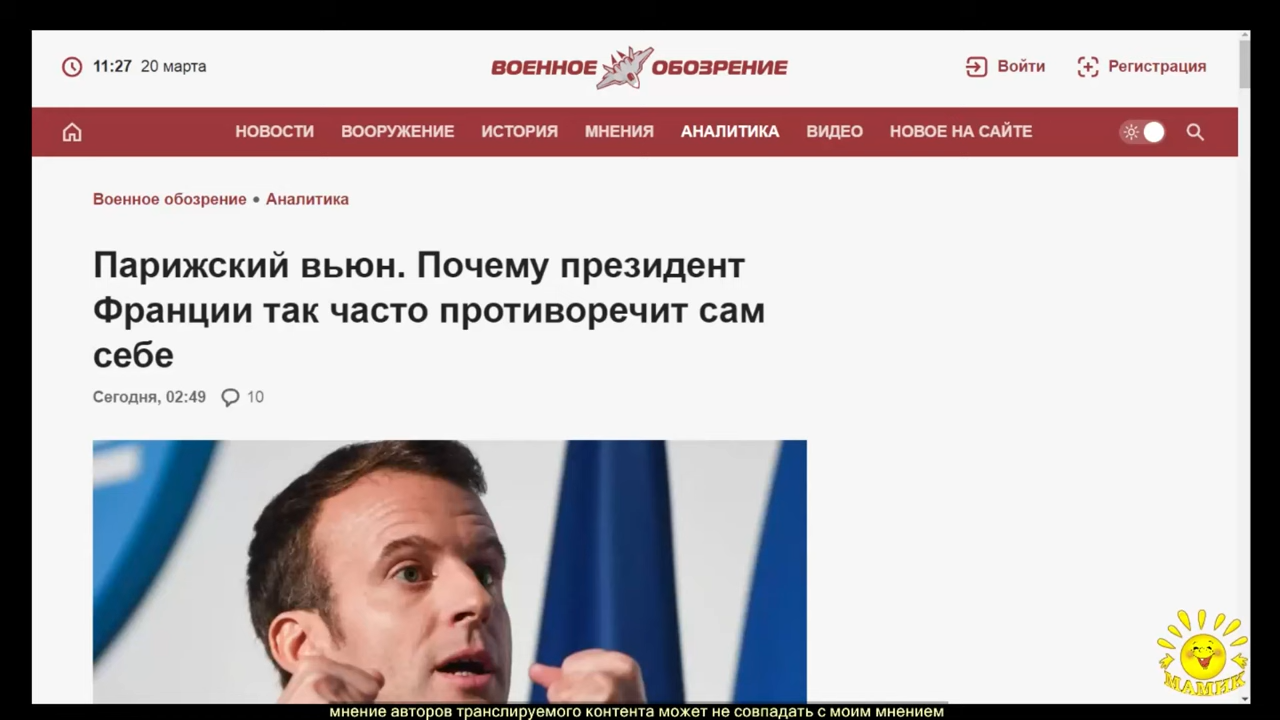 11:27 20 марта
ВОЕННОЕ ОБОЗРЕНИЕ
Войти
Регистрация
НОВОСТИ ВООРУЖЕНИЕ ИСТОРИЯ МНЕНИЯ АНАЛИТИКА ВИДЕО НОВОЕ НА САЙТЕ
Военное обозрение • Аналитика
Парижский вьюн. Почему президент
Франции так часто противоречит сам
себе
Сегодня, 02:49 10
МАМИК
мнение авторов транслируемого контента может не совпадать с моим мнением